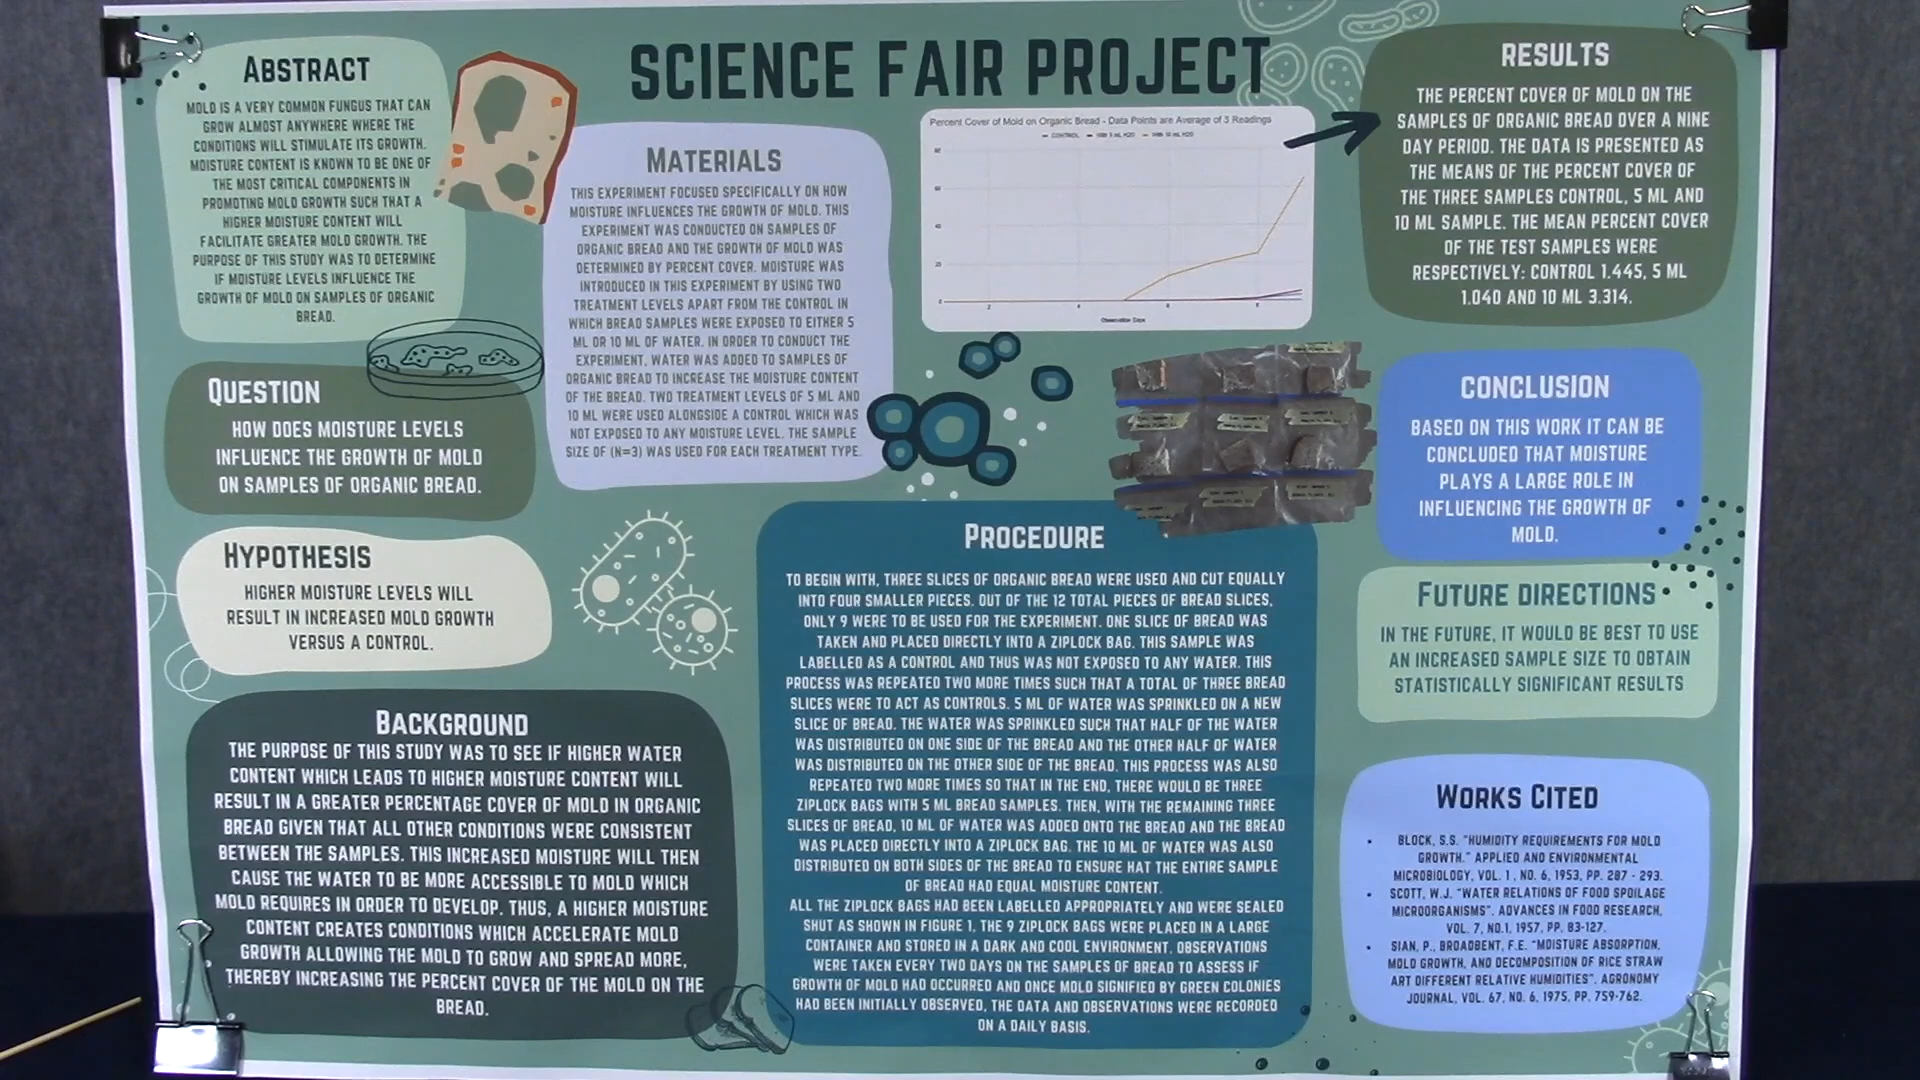 SCIENCE FAIR PROJECT
ABSTRACT
MOLD IS A VERY COMMON FUNGUS THAT CAN
GROW ALMOST ANYWHERE WHERE THE
CONDITIONS WILL STIMULATE ITS GROWTH.
MOISTURE CONTENT IS KNOWN TO BE ONE OF
THE MOST CRITICAL COMPONENTS IN
PROMOTING MOLD GROWTH SUCH THAT A
HIGHER MOISTURE CONTENT WILL
FACILITATE GREATER MOLD GROWTH. THE
PURPOSE OF THIS STUDY WAS TO DETERMINE
IF MOISTURE LEVELS INFLUENCE THE
GROWTH OF MOLD ON SAMPLES OF ORGANIC
BREAD.
QUESTION
HOW DOES MOISTURE LEVELS
INFLUENCE THE GROWTH OF MOLD
ON SAMPLES OF ORGANIC BREAD.
HYPOTHESIS
HIGHER MOISTURE LEVELS WILL
RESULT IN INCREASED MOLD GROWTH
VERSUS A CONTROL.
BACKGROUND
THE PURPOSE OF THIS STUDY WAS TO SEE IF HIGHER WATER
CONTENT WHICH LEADS TO HIGHER MOISTURE CONTENT WILL
RESULT IN A GREATER PERCENTAGE COVER OF MOLD IN ORGANIC
BREAD GIVEN THAT ALL OTHER CONDITIONS WERE CONSISTENT
BETWEEN THE SAMPLES. THIS INCREASED MOISTURE WILL THEN
CAUSE THE WATER TO BE MORE ACCESSIBLE TO MOLD WHICH
MOLD REQUIRES IN ORDER TO DEVELOP. THUS, A HIGHER MOISTURE
CONTENT CREATES CONDITIONS WHICH ACCELERATE MOLD
GROWTH ALLOWING THE MOLD TO GROW AND SPREAD MORE,
THEREBY INCREASING THE PERCENT COVER OF THE MOLD ON THE
BREAD.
MATERIALS
THIS EXPERIMENT FOCUSED SPECIFICALLY ON HOW
MOISTURE INFLUENCES THE GROWTH OF MOLD. THIS
EXPERIMENT WAS CONDUCTED ON SAMPLES OF
ORGANIC BREAD AND THE GROWTH OF MOLD WAS
DETERMINED BY PERCENT COVER. MOISTURE WAS
INTRODUCED IN THIS EXPERIMENT BY USING TWO
TREATMENT LEVELS APART FROM THE CONTROL IN
WHICH BREAD SAMPLES WERE EXPOSED TO EITHER 5
ML OR 10 ML OF WATER. IN ORDER TO CONDUCT THE
EXPERIMENT, WATER WAS ADDED TO SAMPLES OF
ORGANIC BREAD TO INCREASE THE MOISTURE CONTENT
OF THE BREAD. TWO TREATMENT LEVELS OF 5 ML AND
10 ML WERE USED ALONGSIDE A CONTROL WHICH WAS
NOT EXPOSED TO ANY MOISTURE LEVEL. THE SAMPLE
SIZE OF (N=3) WAS USED FOR EACH TREATMENT TYPE.
Percent Cover of Mold on Organic Bread - Data Points are Average of 3 Readings
CONTROL
60
40
20
0
2
4
6
8
Observation Days
PROCEDURE
TO BEGIN WITH, THREE SLICES OF ORGANIC BREAD WERE USED AND CUT EQUALLY
INTO FOUR SMALLER PIECES. OUT OF THE 12 TOTAL PIECES OF BREAD SLICES,
ONLY 9 WERE TO BE USED FOR THE EXPERIMENT. ONE SLICE OF BREAD WAS
TAKEN AND PLACED DIRECTLY INTO A ZIPLOCK BAG. THIS SAMPLE WAS
LABELLED AS A CONTROL AND THUS WAS NOT EXPOSED TO ANY WATER. THIS
PROCESS WAS REPEATED TWO MORE TIMES SUCH THAT A TOTAL OF THREE BREAD
SLICES WERE TO ACT AS CONTROLS. 5 ML OF WATER WAS SPRINKLED ON A NEW
SLICE OF BREAD. THE WATER WAS SPRINKLED SUCH THAT HALF OF THE WATER
WAS DISTRIBUTED ON ONE SIDE OF THE BREAD AND THE OTHER HALF OF WATER
WAS DISTRIBUTED ON THE OTHER SIDE OF THE BREAD. THIS PROCESS WAS ALSO
REPEATED TWO MORE TIMES SO THAT IN THE END, THERE WOULD BE THREE
ZIPLOCK BAGS WITH 5 ML BREAD SAMPLES. THEN, WITH THE REMAINING THREE
SLICES OF BREAD, 10 ML OF WATER WAS ADDED ONTO THE BREAD AND THE BREAD
WAS PLACED DIRECTLY INTO A ZIPLOCK BAG. THE 10 ML OF WATER WAS ALSO
DISTRIBUTED ON BOTH SIDES OF THE BREAD TO ENSURE HAT THE ENTIRE SAMPLE
OF BREAD HAD EQUAL MOISTURE CONTENT.
ALL THE ZIPLOCK BAGS HAD BEEN LABELLED APPROPRIATELY AND WERE SEALED
SHUT AS SHOWN IN FIGURE 1, THE 9 ZIPLOCK BAGS WERE PLACED IN A LARGE
CONTAINER AND STORED IN A DARK AND COOL ENVIRONMENT. OBSERVATIONS
WERE TAKEN EVERY TWO DAYS ON THE SAMPLES OF BREAD TO ASSESS IF
GROWTH OF MOLD HAD OCCURRED AND ONCE MOLD SIGNIFIED BY GREEN COLONIES
HAD BEEN INITIALLY OBSERVED, THE DATA AND OBSERVATIONS WERE RECORDED
ON A DAILY BASIS.
RESULTS
THE PERCENT COVER OF MOLD ON THE
SAMPLES OF ORGANIC BREAD OVER A NINE
DAY PERIOD. THE DATA IS PRESENTED AS
THE MEANS OF THE PERCENT COVER OF
THE THREE SAMPLES CONTROL, 5 ML AND
10 ML SAMPLE. THE MEAN PERCENT COVER
OF THE TEST SAMPLES WERE
RESPECTIVELY: CONTROL 1.445, 5 ML
1.040 AND 10 ML 3.314.
CONCLUSION
BASED ON THIS WORK IT CAN BE
CONCLUDED THAT MOISTURE
PLAYS A LARGE ROLE IN
INFLUENCING THE GROWTH OF
MOLD.
FUTURE DIRECTIONS
IN THE FUTURE, IT WOULD BE BEST TO USE
AN INCREASED SAMPLE SIZE TO OBTAIN
STATISTICALLY SIGNIFICANT RESULTS
WORKS CITED
BLOCK, S.S. "HUMIDITY REQUIREMENTS FOR MOLD
GROWTH." APPLIED AND ENVIRONMENTAL
MICROBIOLOGY, VOL. 1 , NO. 6, 1953, PP. 287 - 293.
SCOTT, W.J. "WATER RELATIONS OF FOOD SPOILAGE
MICROORGANISMS". ADVANCES IN FOOD RESEARCH,
VOL. 7, NO.1, 1957, PP. 83-127.
SIAN, P., BROADBENT, F.E. "MOISTURE ABSORPTION,
MOLD GROWTH, AND DECOMPOSITION OF RICE STRAW
ART DIFFERENT RELATIVE HUMIDITIES". AGRONOMY
JOURNAL, VOL. 67, NO. 6, 1975, PP. 759-762.